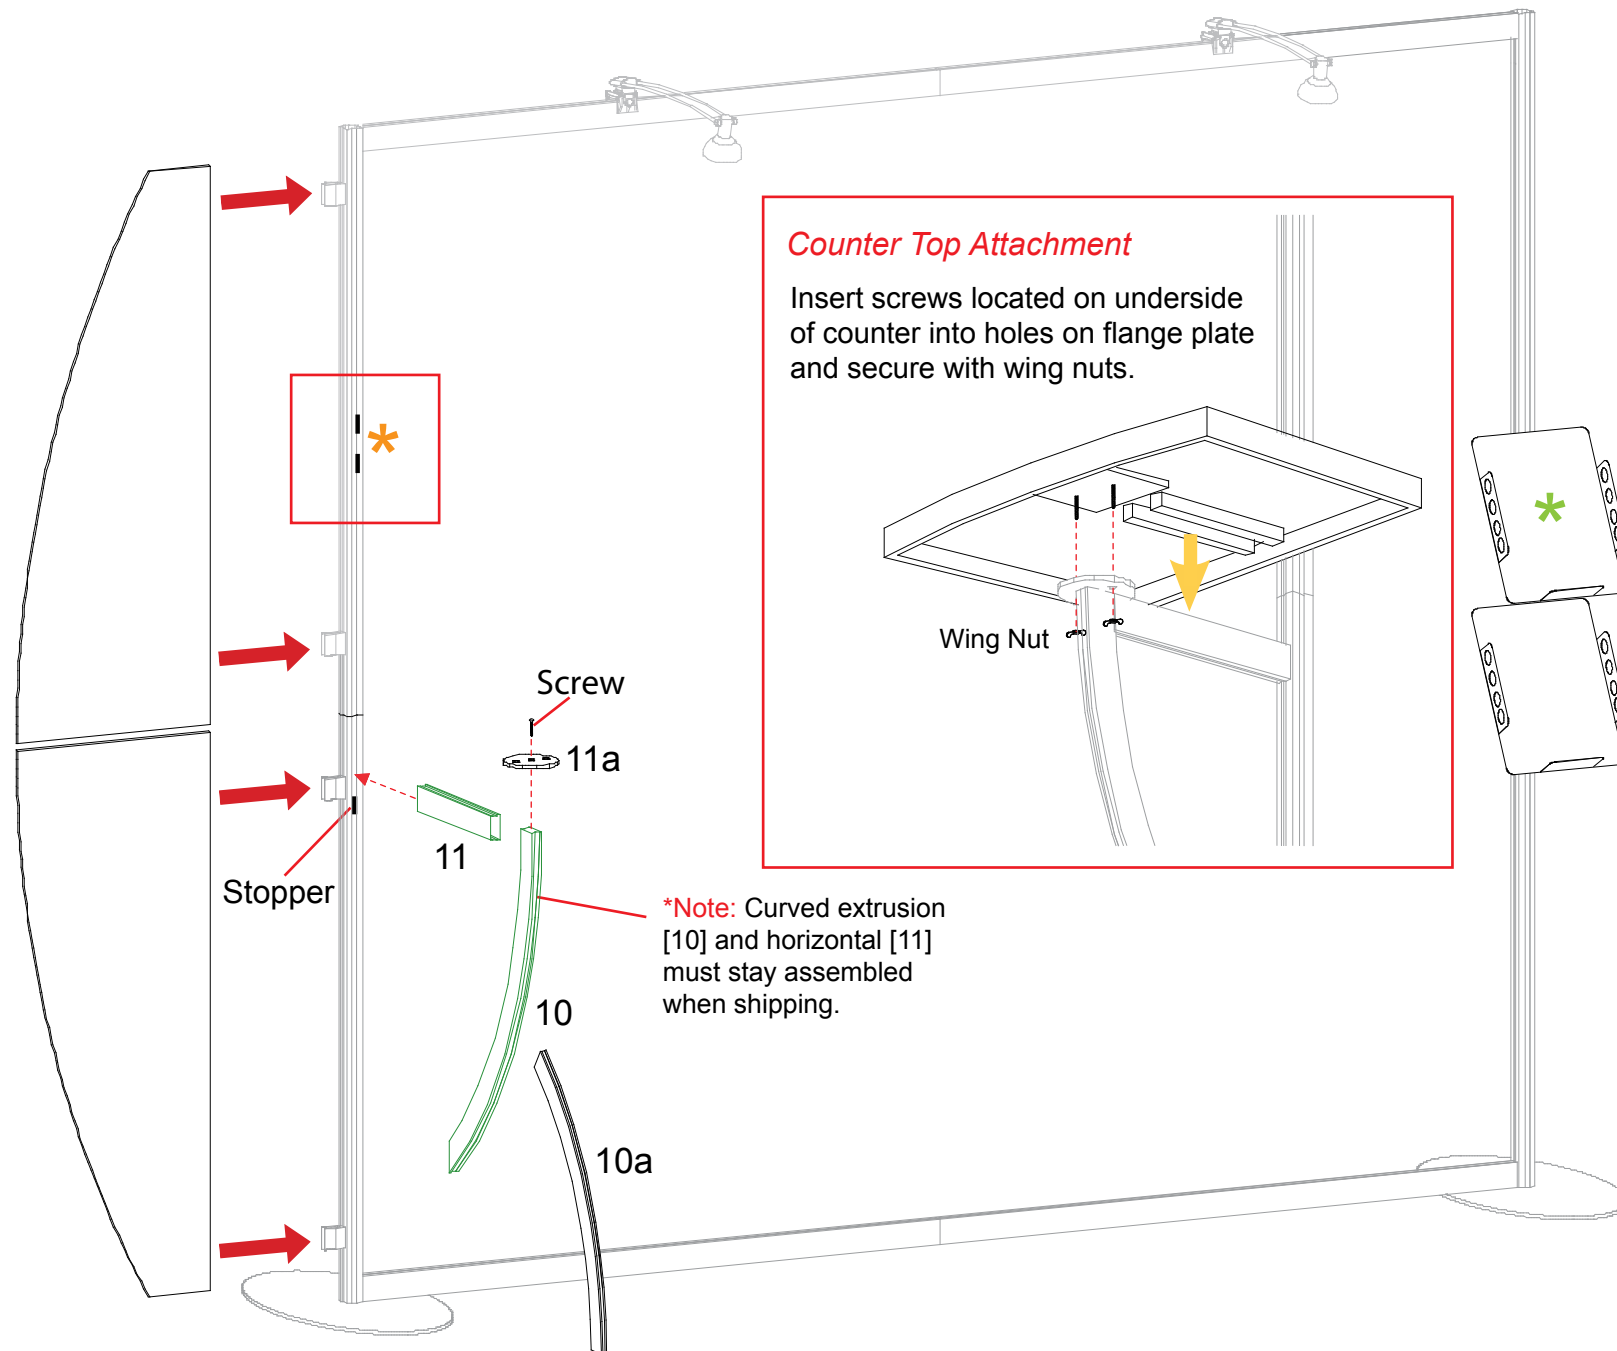 Counter Top Attachment
Insert screws located on underside
of counter into holes on flange plate
and secure with wing nuts.
*
*
Wing Nut
Screw
11a
11
Stopper
*Note: Curved extrusion
[10] and horizontal [11]
must stay assembled
when shipping.
10
10a